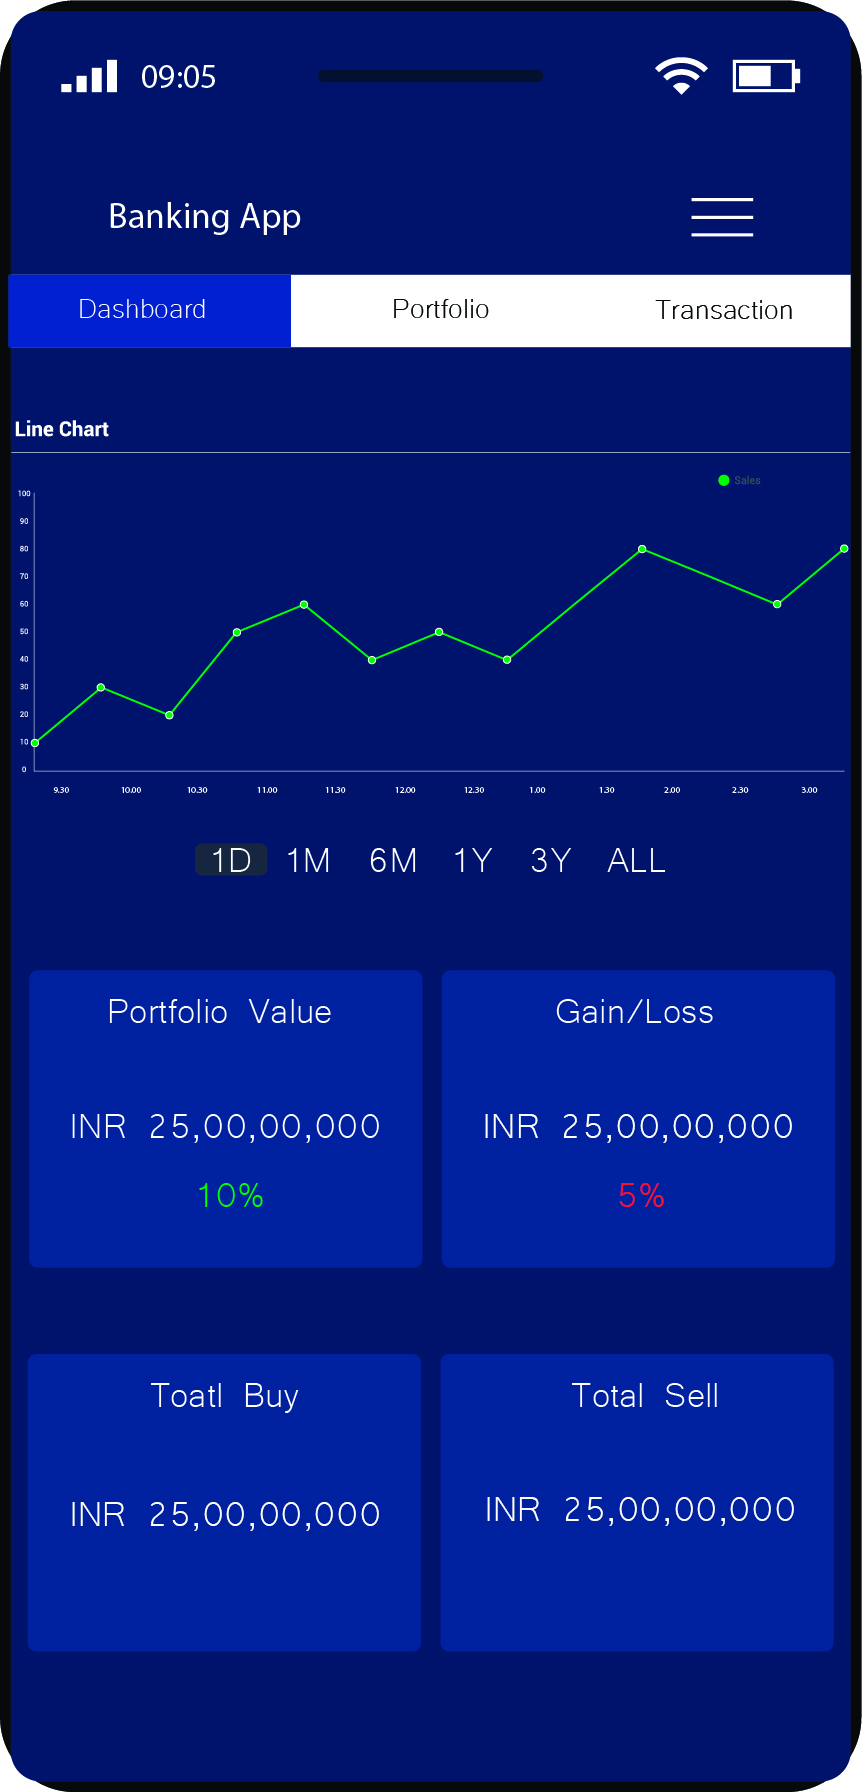 09:05
Banking App
Dashboard Portfolio Transaction
Line Chart
Sales
100
90
80
70
60
50
40
30
20
10
0
9.30 10.00 10.30 11.00 11.30 12.00 12.30 1.00 1.30 2.00 2.30 3.00
1D 1M 6M 1Y 3Y ALL
Portfolio Value
INR 25,00,00,000
10%
Gain/Loss
INR 25,00,00,000
5%
Toatl Buy
INR 25,00,00,000
Total Sell
INR 25,00,00,000